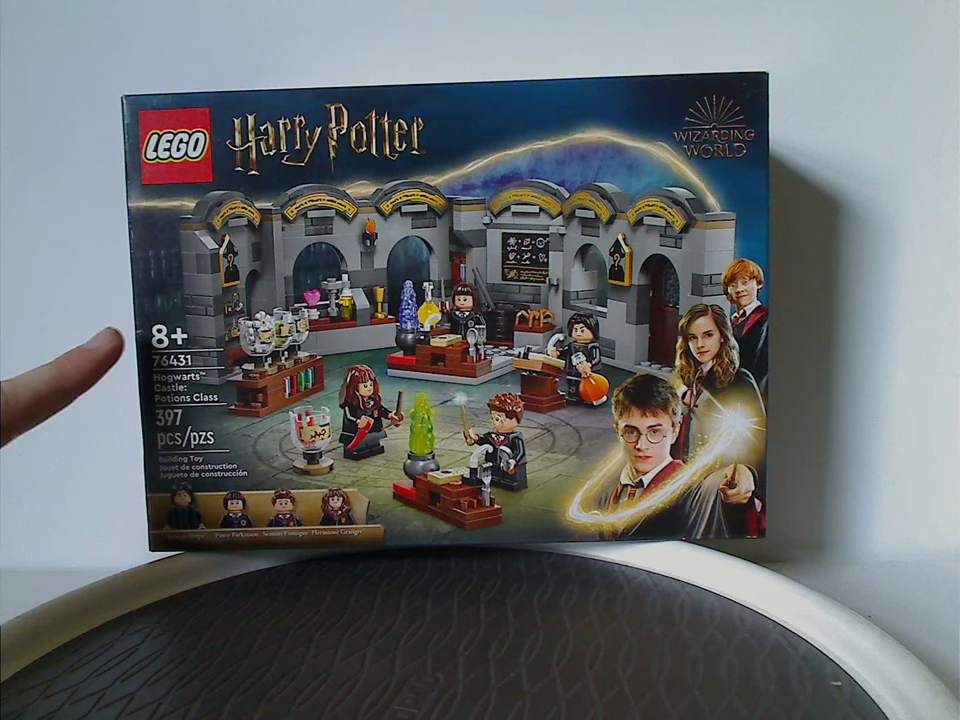 LEGO
Harry Potter
WIZARDING
WORLD
8+
76431
Hogwarts™
Castle:
Potions Class
397
pcs/pzs
Building Toy
Jouet de construction
Juguete de construcción
Pansy Parkinson Seamus Finnigan Hermione Granger